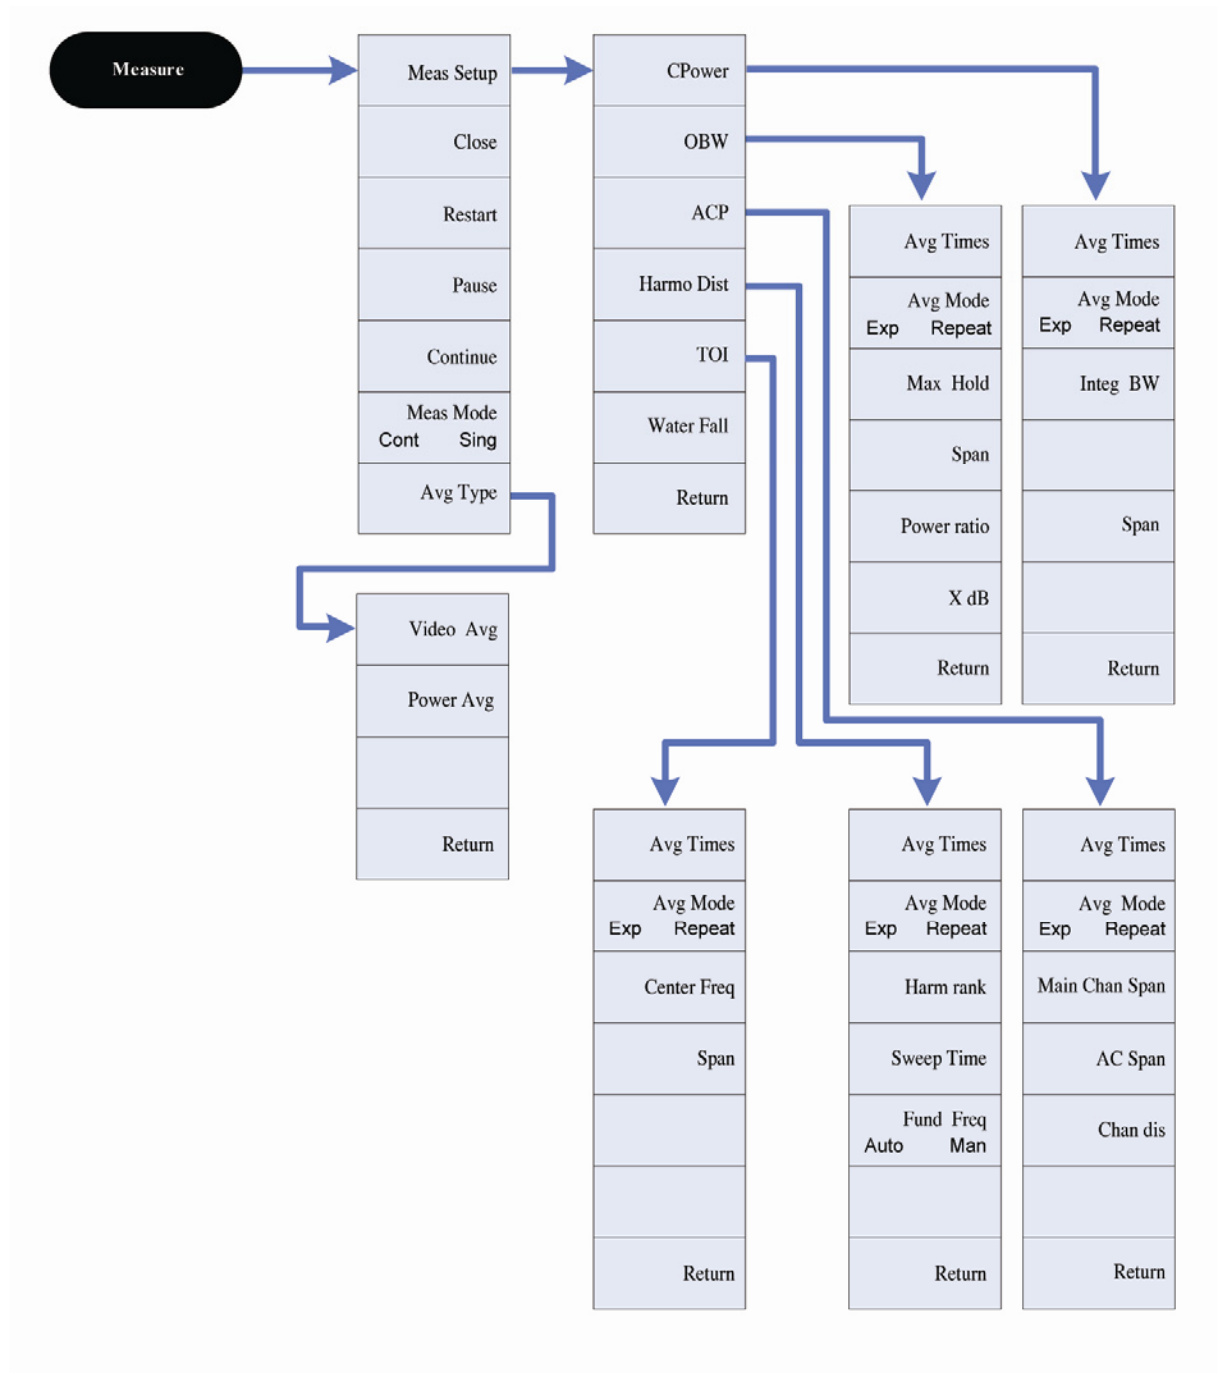 Measure
Meas Setup
Close
Restart
Pause
Continue
Meas Mode
Cont Sing
Avg Type
CPower
OBW
ACP
Harmo Dist
TOI
Water Fall
Return
Avg Times
Avg Mode
Exp Repeat
Max Hold
Span
Power ratio
X dB
Return
Avg Times
Avg Mode
Exp Repeat
Integ BW
Span
Return
Video Avg
Power Avg
Return
Avg Times
Avg Mode
Exp Repeat
Center Freq
Span
Return
Avg Times
Avg Mode
Exp Repeat
Harm rank
Sweep Time
Fund Freq
Auto Man
Return
Avg Times
Avg Mode
Exp Repeat
Main Chan Span
AC Span
Chan dis
Return